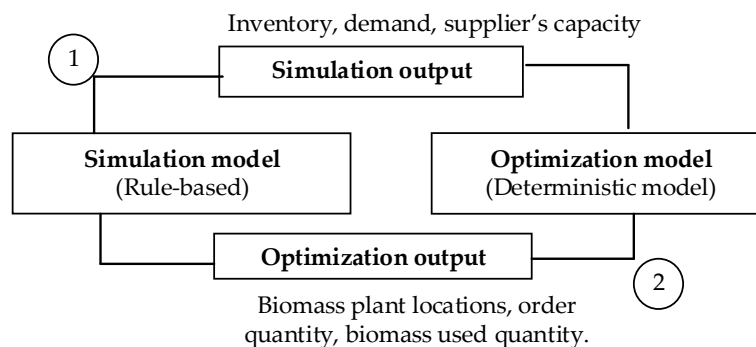 Inventory, demand, supplier's capacity
1
Simulation output
Simulation model
(Rule-based)
Optimization model
(Deterministic model)
Optimization output
2
Biomass plant locations, order
quantity, biomass used quantity.